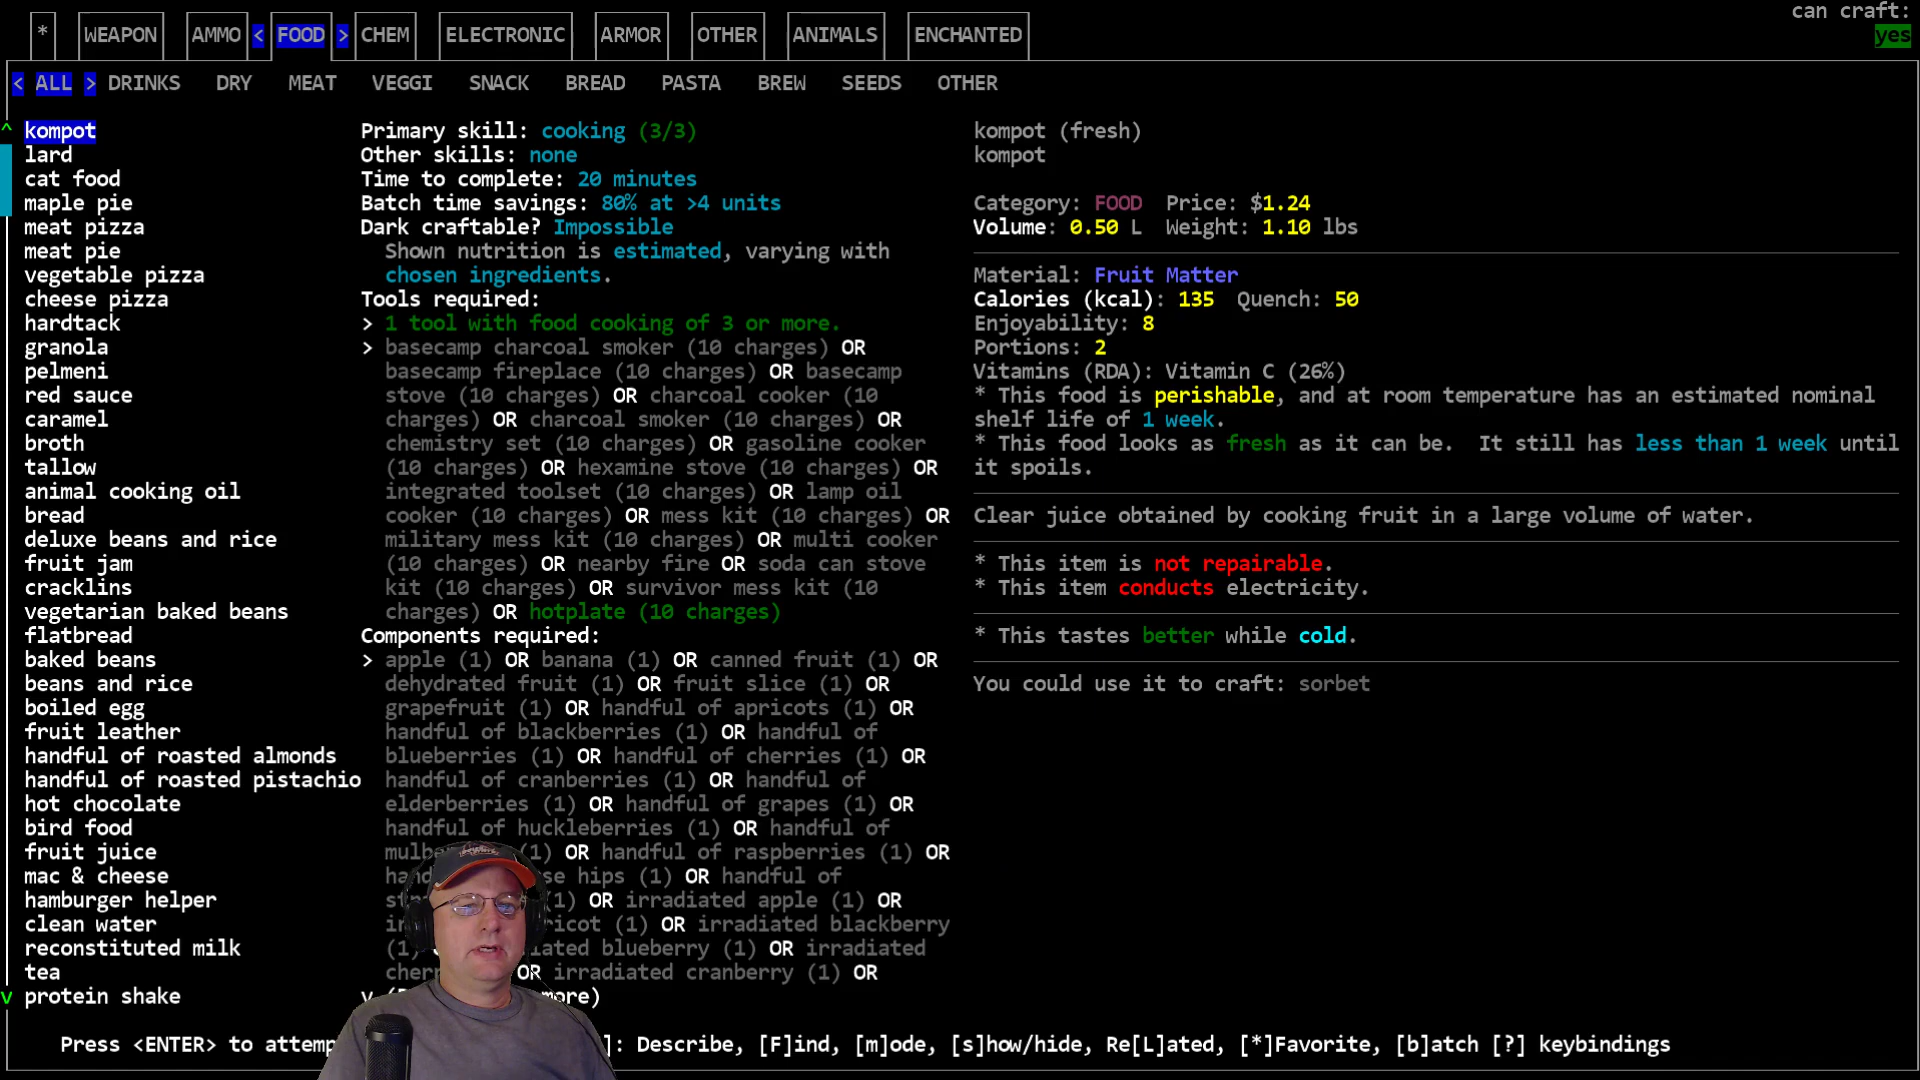 can craft:
* WEAPON AMMO < FOOD > CHEM ELECTRONIC ARMOR OTHER ANIMALS ENCHANTED yes
< ALL > DRINKS DRY MEAT VEGGI SNACK BREAD PASTA BREW SEEDS OTHER
^ kompot
lard
cat food
maple pie
meat pizza
meat pie
vegetable pizza
cheese pizza
hardtack
granola
pelmeni
red sauce
caramel
broth
tallow
animal cooking oil
bread
deluxe beans and rice
fruit jam
cracklins
vegetarian baked beans
flatbread
baked beans
beans and rice
boiled egg
fruit leather
handful of roasted almonds
handful of roasted pistachio
hot chocolate
bird food
fruit juice
mac & cheese
hamburger helper
clean water
reconstituted milk
tea
v protein shake
Primary skill: cooking (3/3)
Other skills: none
Time to complete: 20 minutes
Batch time savings: 80% at >4 units
Dark craftable? Impossible
Shown nutrition is estimated, varying with
chosen ingredients.
Tools required:
> 1 tool with food cooking of 3 or more.
> basecamp charcoal smoker (10 charges) OR
basecamp fireplace (10 charges) OR basecamp
stove (10 charges) OR charcoal cooker (10
charges) OR charcoal smoker (10 charges) OR
chemistry set (10 charges) OR gasoline cooker
(10 charges) OR hexamine stove (10 charges) OR
integrated toolset (10 charges) OR lamp oil
cooker (10 charges) OR mess kit (10 charges) OR
military mess kit (10 charges) OR multi cooker
(10 charges) OR nearby fire OR soda can stove
kit (10 charges) OR survivor mess kit (10
charges) OR hotplate (10 charges)
Components required:
> apple (1) OR banana (1) OR canned fruit (1) OR
dehydrated fruit (1) OR fruit slice (1) OR
grapefruit (1) OR handful of apricots (1) OR
handful of blackberries (1) OR handful of
blueberries (1) OR handful of cherries (1) OR
handful of cranberries (1) OR handful of
elderberries (1) OR handful of grapes (1) OR
handful of huckleberries (1) OR handful of
(1) OR handful of raspberries (1) OR
hips (1) OR handful of
(1) OR irradiated apple (1) OR
(1) OR irradiated blackberry
(1) blueberry (1) OR irradiated
OR irradiated cranberry (1) OR
v more)
kompot (fresh)
kompot
Category: FOOD Price: $1.24
Volume: 0.50 L Weight: 1.10 lbs
Material: Fruit Matter
Calories (kcal): 135 Quench: 50
Enjoyability: 8
Portions: 2
Vitamins (RDA): Vitamin C (26%)
* This food is perishable, and at room temperature has an estimated nominal
shelf life of 1 week.
* This food looks as fresh as it can be. It still has less than 1 week until
it spoils.
Clear juice obtained by cooking fruit in a large volume of water.
* This item is not repairable.
* This item conducts electricity.
* This tastes better while cold.
You could use it to craft: sorbet
Press <ENTER> to ]: Describe, [F]ind, [m]ode, [s]how/hide, Re[L]ated, [*]Favorite, [b]atch [?] keybindings